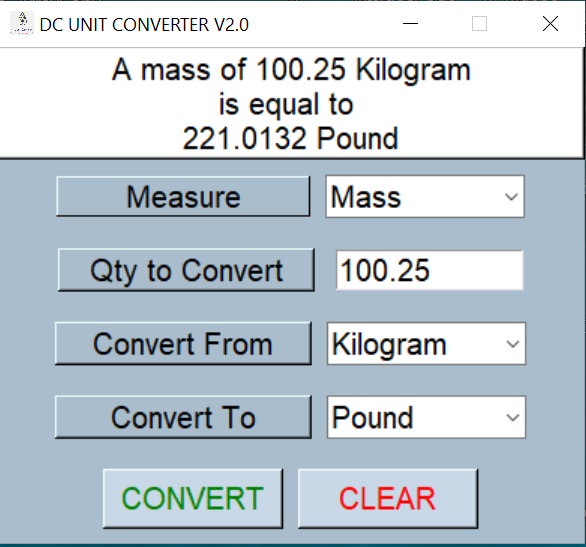 DC UNIT CONVERTER V2.0
A mass of 100.25 Kilogram
is equal to
221.0132 Pound
Measure Mass
Qty to Convert 100.25
Convert From Kilogram
Convert To Pound
CONVERT CLEAR